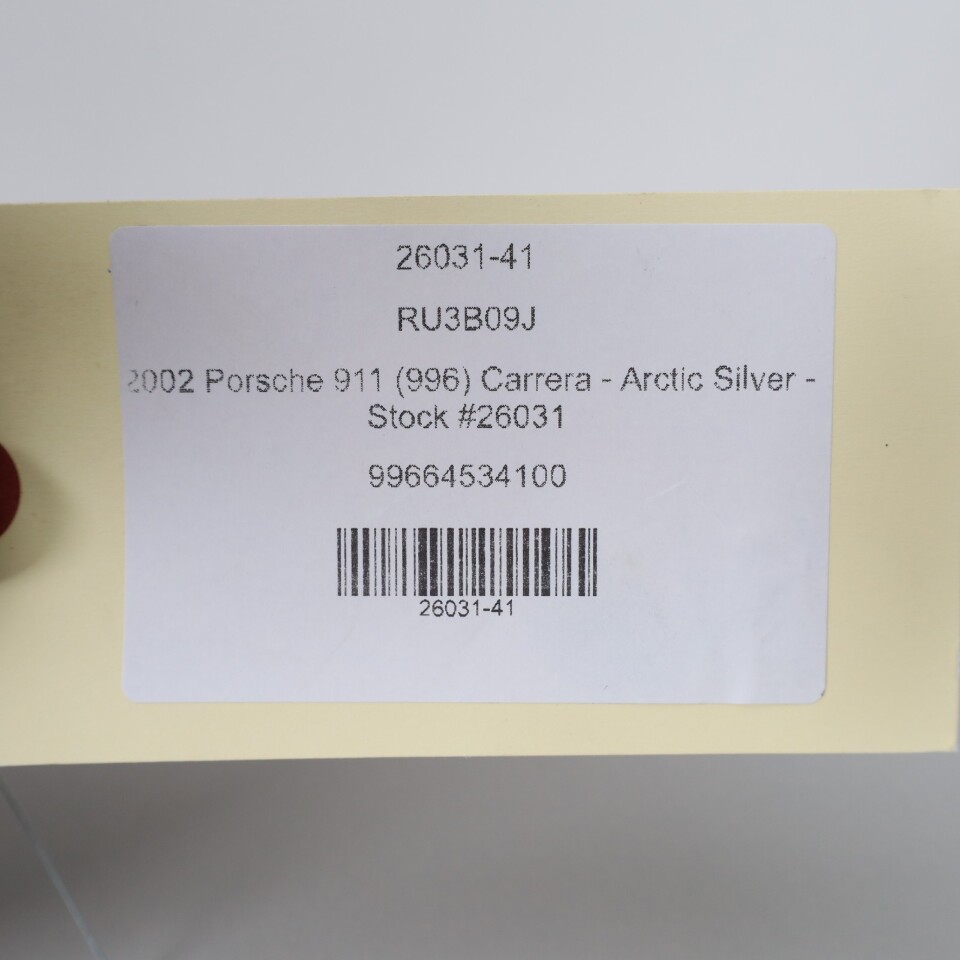 26031-41
RU3B09J
2002 Porsche 911 (996) Carrera - Arctic Silver -
Stock #26031
99664534100
26031-41